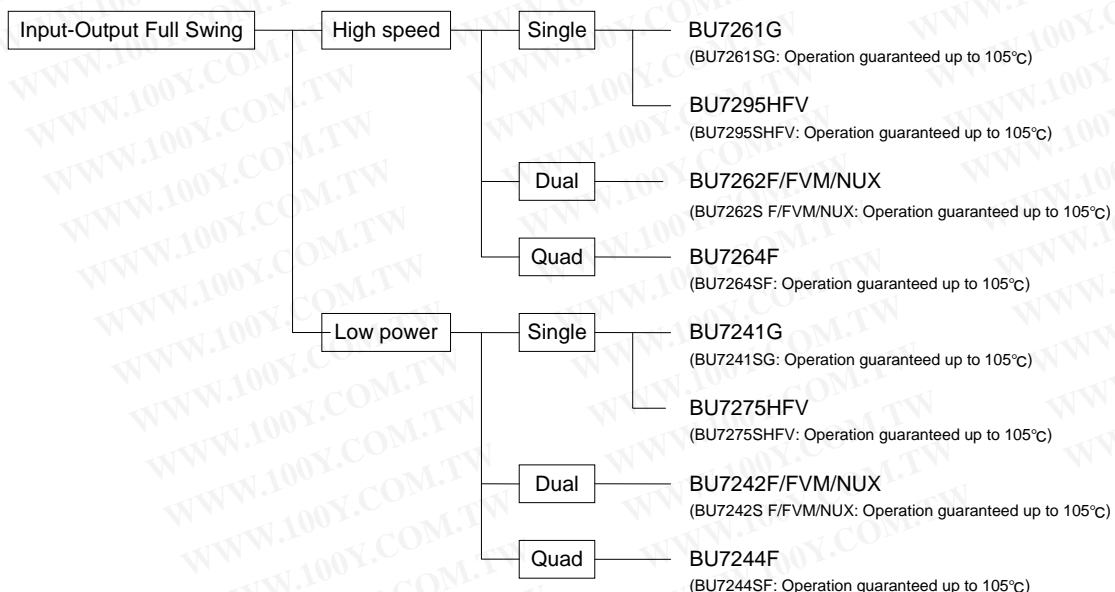 Input-Output Full Swing
High speed
Single
BU7261G
(BU7261SG: Operation guaranteed up to 105℃)
BU7295HFV
(BU7295SHFV: Operation guaranteed up to 105℃)
Dual
BU7262F/FVM/NUX
(BU7262S F/FVM/NUX: Operation guaranteed up to 105℃)
Quad
BU7264F
(BU7264SF: Operation guaranteed up to 105℃)
Low power
Single
BU7241G
(BU7241SG: Operation guaranteed up to 105℃)
BU7275HFV
(BU7275SHFV: Operation guaranteed up to 105℃)
Dual
BU7242F/FVM/NUX
(BU7242S F/FVM/NUX: Operation guaranteed up to 105℃)
Quad
BU7244F
(BU7244SF: Operation guaranteed up to 105℃)
WWW.100Y.COM.TW